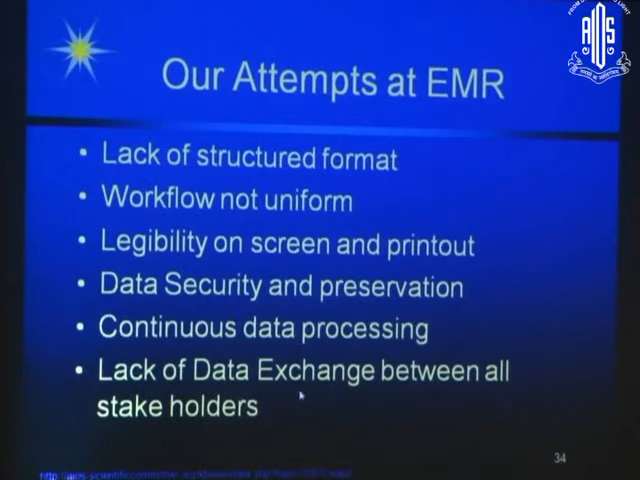 AIOS
Our Attempts at EMR
• Lack of structured format
• Workflow not uniform
• Legibility on screen and printout
• Data Security and preservation
• Continuous data processing
• Lack of Data Exchange between all
stake holders
34